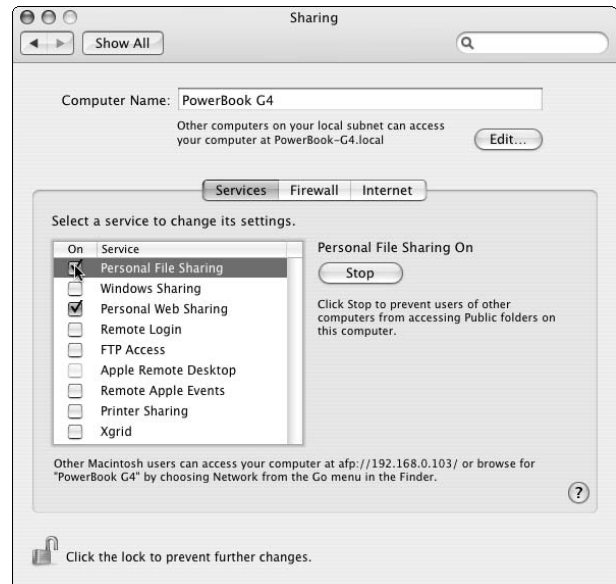 Sharing
Show All
Computer Name: PowerBook G4
Other computers on your local subnet can access
your computer at PowerBook-G4.local
Edit...
Services Firewall Internet
Select a service to change its settings.
On Service
Personal File Sharing
Windows Sharing
Personal Web Sharing
Remote Login
FTP Access
Apple Remote Desktop
Remote Apple Events
Printer Sharing
Xgrid
Personal File Sharing On
Stop
Click Stop to prevent users of other
computers from accessing Public folders on
this computer.
Other Macintosh users can access your computer at afp://192.168.0.103/ or browse for
"PowerBook G4" by choosing Network from the Go menu in the Finder.
?
Click the lock to prevent further changes.